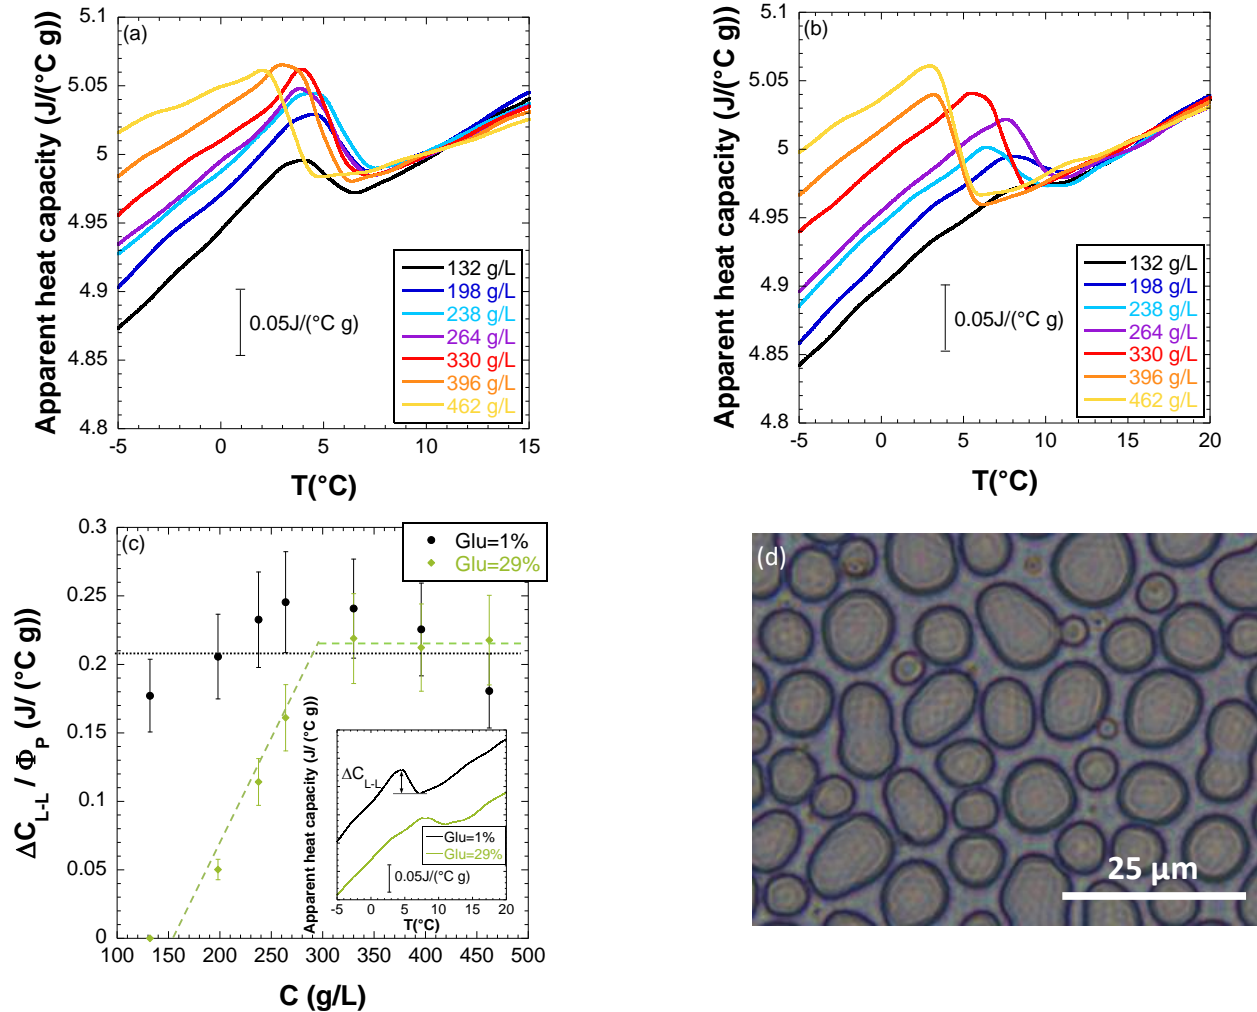 (a)
Apparent heat capacity (J/(°C g))
5.1
5.05
5
4.95
4.9
4.85
4.8
-5
0
5
10
15
T(°C)
0.05J/(°C g)
132 g/L
198 g/L
238 g/L
264 g/L
330 g/L
396 g/L
462 g/L
(b)
Apparent heat capacity (J/(°C g))
5.1
5.05
5
4.95
4.9
4.85
4.8
-5
0
5
10
15
20
T(°C)
0.05J/(°C g)
132 g/L
198 g/L
238 g/L
264 g/L
330 g/L
396 g/L
462 g/L
(c)
ΔC_L-L / Φ_P (J/ (°C g))
0.3
0.25
0.2
0.15
0.1
0.05
0
100
150
200
250
300
350
400
450
500
C (g/L)
Glu=1%
Glu=29%
Apparent heat capacity (J/ (°C g))
ΔC_L-L
Glu=1%
Glu=29%
0.05J/(°C g)
-5
0
5
10
15
20
T(°C)
(d)
25 µm